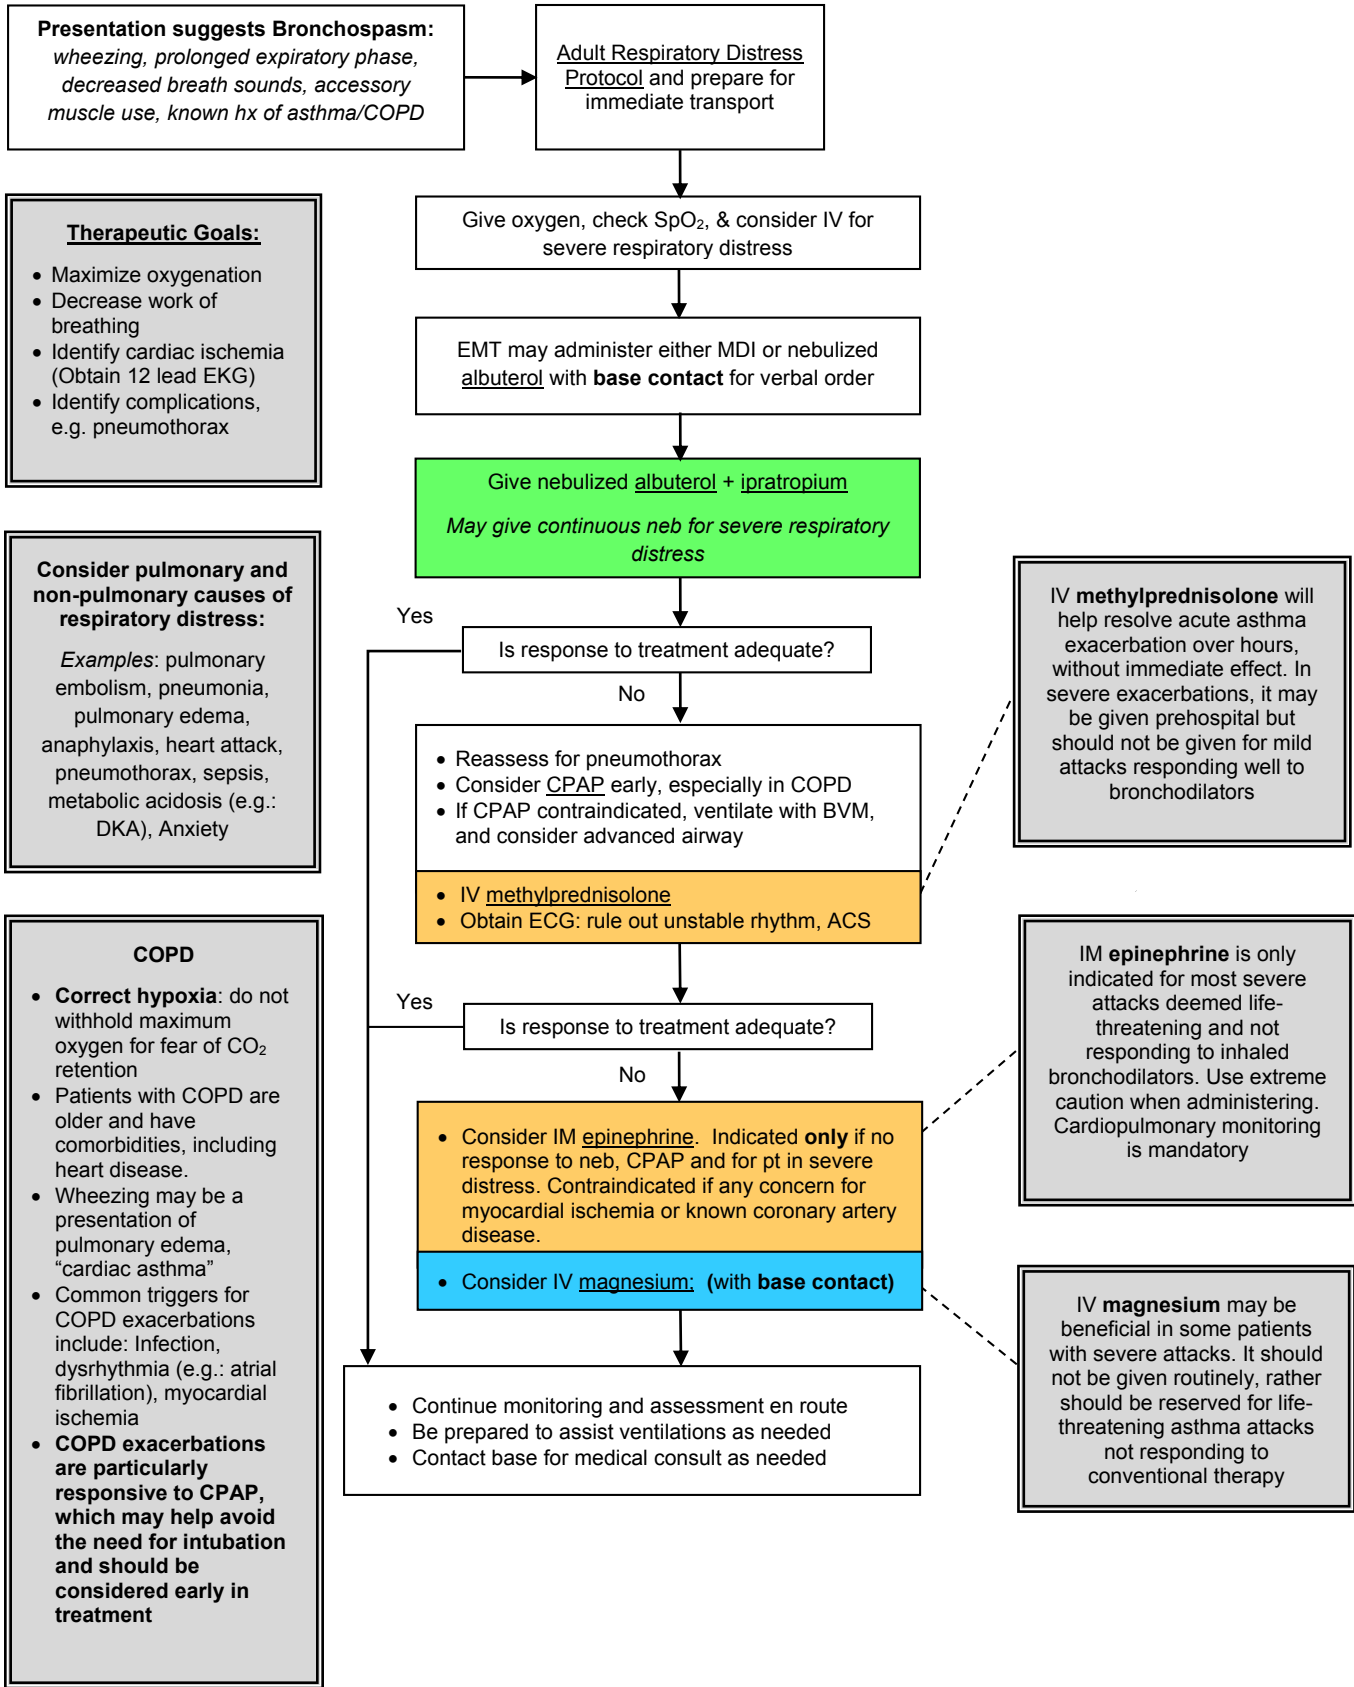 Presentation suggests Bronchospasm:
wheezing, prolonged expiratory phase,
decreased breath sounds, accessory
muscle use, known hx of asthma/COPD
Adult Respiratory Distress
Protocol and prepare for
immediate transport
Give oxygen, check SpO₂, & consider IV for
severe respiratory distress
Therapeutic Goals:
• Maximize oxygenation
• Decrease work of
breathing
• Identify cardiac ischemia
(Obtain 12 lead EKG)
• Identify complications,
e.g. pneumothorax
EMT may administer either MDI or nebulized
albuterol with base contact for verbal order
Give nebulized albuterol + ipratropium
May give continuous neb for severe respiratory
distress
Consider pulmonary and
non-pulmonary causes of
respiratory distress:
Examples: pulmonary
embolism, pneumonia,
pulmonary edema,
anaphylaxis, heart attack,
pneumothorax, sepsis,
metabolic acidosis (e.g.:
DKA), Anxiety
Yes
Is response to treatment adequate?
No
IV methylprednisolone will
help resolve acute asthma
exacerbation over hours,
without immediate effect. In
severe exacerbations, it may
be given prehospital but
should not be given for mild
attacks responding well to
bronchodilators
• Reassess for pneumothorax
• Consider CPAP early, especially in COPD
• If CPAP contraindicated, ventilate with BVM,
and consider advanced airway
• IV methylprednisolone
• Obtain ECG: rule out unstable rhythm, ACS
COPD
• Correct hypoxia: do not
withhold maximum
oxygen for fear of CO₂
retention
• Patients with COPD are
older and have
comorbidities, including
heart disease.
• Wheezing may be a
presentation of
pulmonary edema,
“cardiac asthma”
• Common triggers for
COPD exacerbations
include: Infection,
dysrhythmia (e.g.: atrial
fibrillation), myocardial
ischemia
• COPD exacerbations
are particularly
responsive to CPAP,
which may help avoid
the need for intubation
and should be
considered early in
treatment
Yes
Is response to treatment adequate?
No
IM epinephrine is only
indicated for most severe
attacks deemed life-
threatening and not
responding to inhaled
bronchodilators. Use extreme
caution when administering.
Cardiopulmonary monitoring
is mandatory
• Consider IM epinephrine. Indicated only if no
response to neb, CPAP and for pt in severe
distress. Contraindicated if any concern for
myocardial ischemia or known coronary artery
disease.
• Consider IV magnesium: (with base contact)
IV magnesium may be
beneficial in some patients
with severe attacks. It should
not be given routinely, rather
should be reserved for life-
threatening asthma attacks
not responding to
conventional therapy
• Continue monitoring and assessment en route
• Be prepared to assist ventilations as needed
• Contact base for medical consult as needed